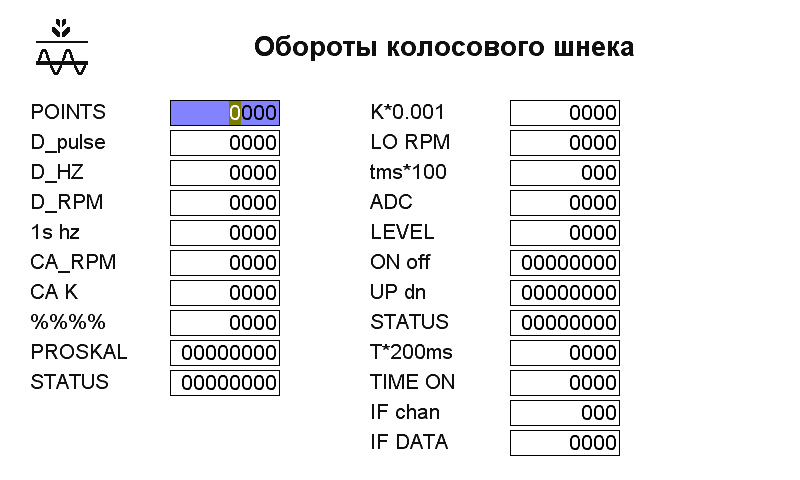 Обороты колосового шнека
POINTS 0000 K*0.001 0000
D_pulse 0000 LO RPM 0000
D_HZ 0000 tms*100 000
D_RPM 0000 ADC 0000
1s hz 0000 LEVEL 0000
CA_RPM 0000 ON off 00000000
CA K 0000 UP dn 00000000
%%%% 0000 STATUS 00000000
PROSKAL 00000000 T*200ms 0000
STATUS 00000000 TIME ON 0000
IF chan 000
IF DATA 0000